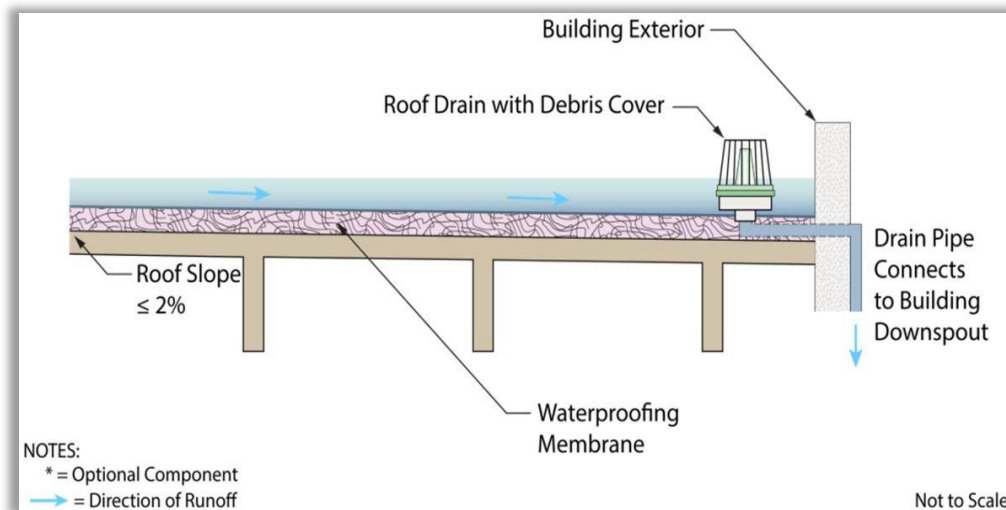 Building Exterior
Roof Drain with Debris Cover
Drain Pipe
Connects
to Building
Downspout
Roof Slope
≤ 2%
Waterproofing
Membrane
NOTES:
* = Optional Component
= Direction of Runoff
Not to Scale